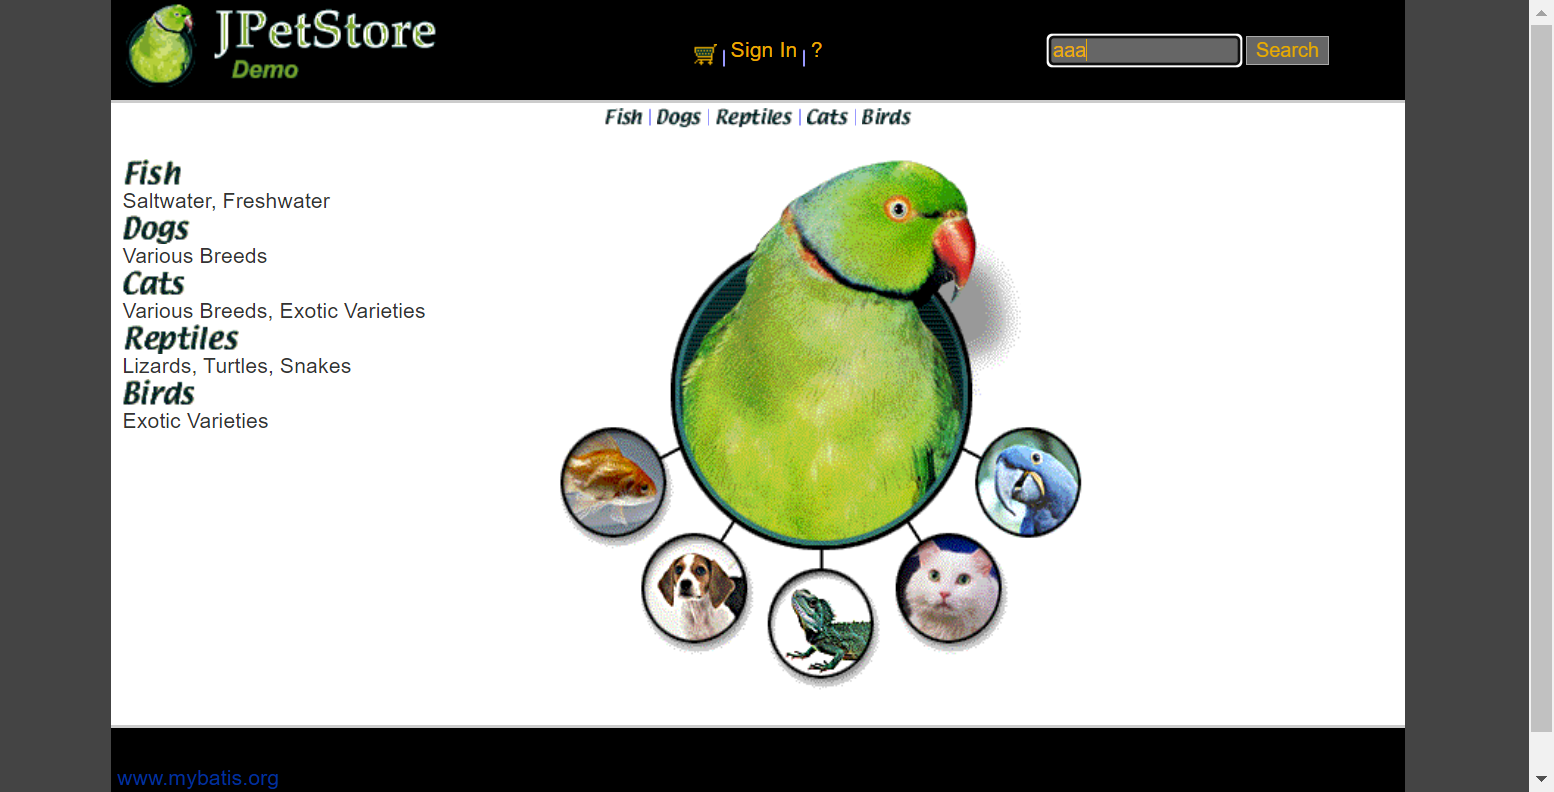 JPetStore
Demo
Sign In | ?
aaa
Search
Fish | Dogs | Reptiles | Cats | Birds
Fish
Saltwater, Freshwater
Dogs
Various Breeds
Cats
Various Breeds, Exotic Varieties
Reptiles
Lizards, Turtles, Snakes
Birds
Exotic Varieties
www.mybatis.org